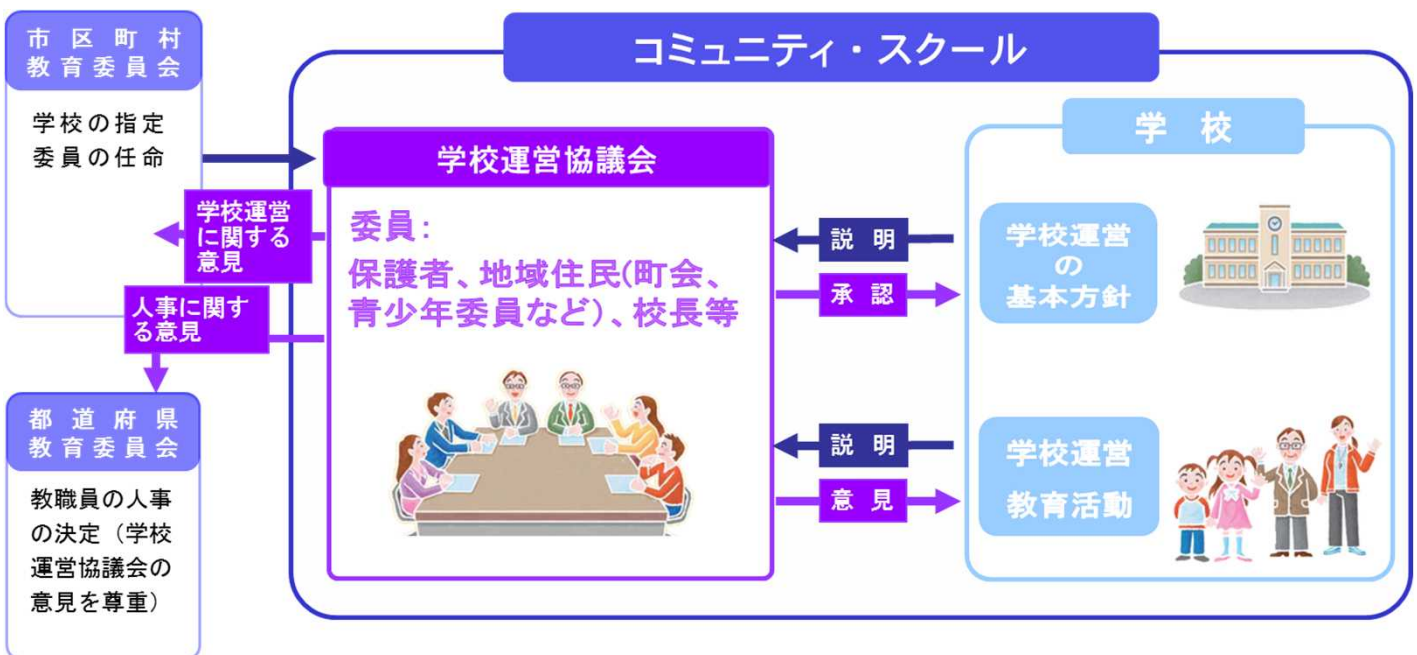 市区町村
教育委員会
学校の指定
委員の任命
コミュニティ・スクール
学校運営協議会
委員：
保護者、地域住民(町会、
青少年委員など)、校長等
学校運営
に関する
意見
人事に関す
る意見
都道府県
教育委員会
教職員の人事
の決定（学校
運営協議会の
意見を尊重）
説明
承認
説明
意見
学校
学校運営
の
基本方針
学校運営
教育活動